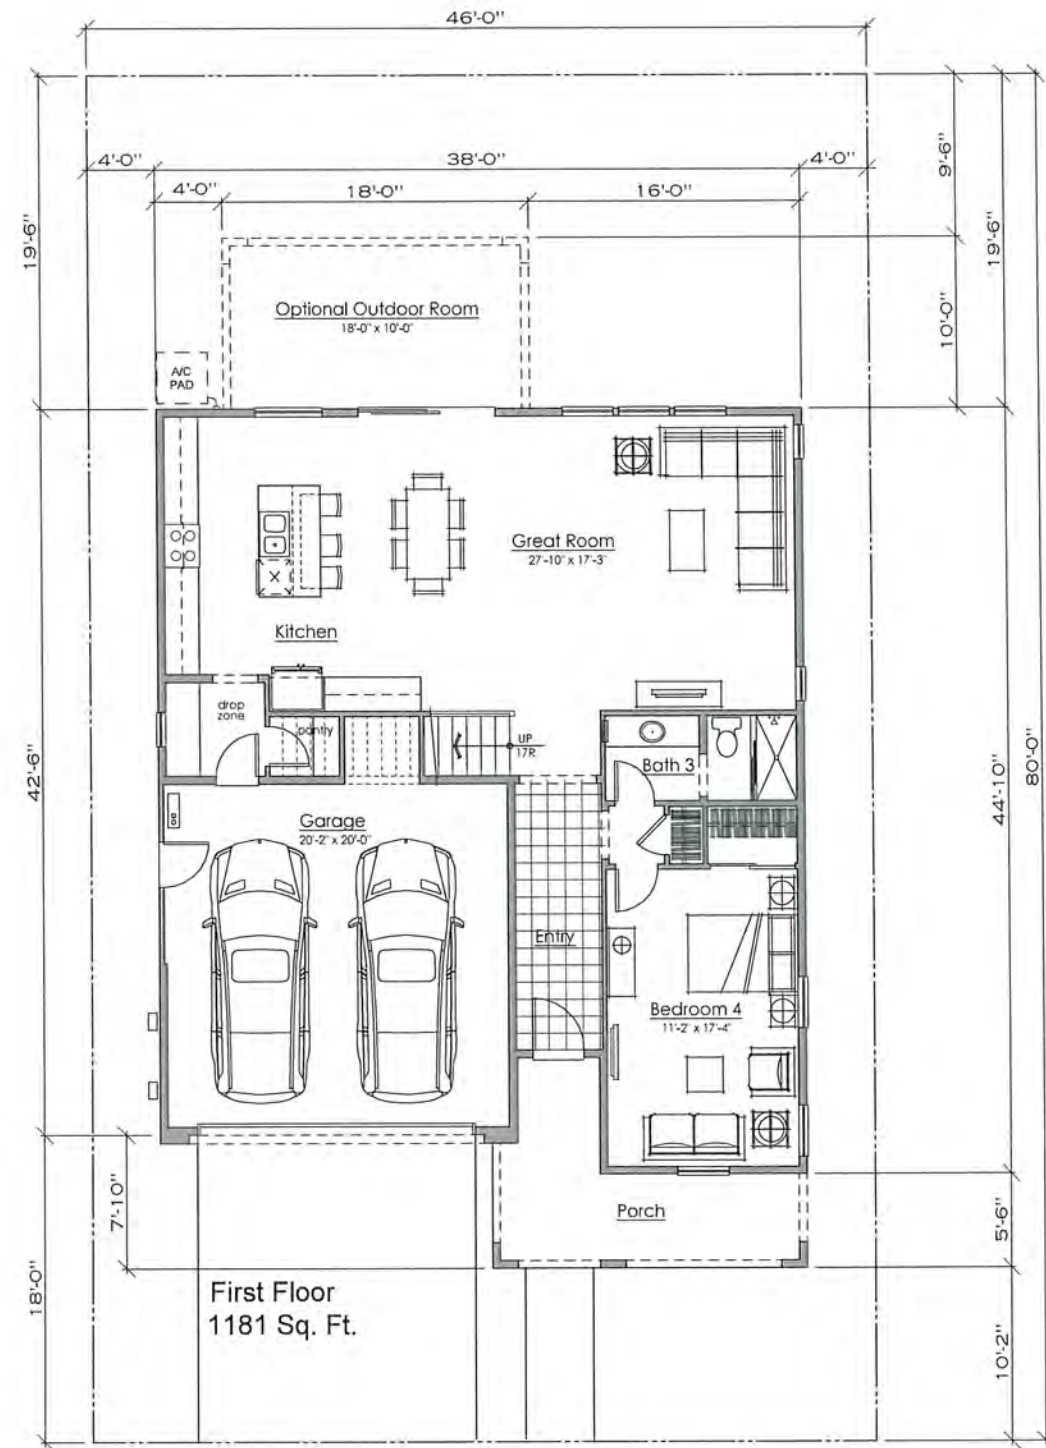 46'-0"
4'-0"
38'-0"
4'-0"
4'-0"
18'-0"
16'-0"
9'-6"
19'-6"
19'-6"
10'-0"
80'-0"
Optional Outdoor Room
18'-0" x 10'-0"
A/C
PAD
Great Room
27'-10" x 17'-3"
Kitchen
drop
zone
pantry
UP
17R
Bath 3
42'-6"
44'-10"
Garage
20'-2" x 20'-0"
Entry
Bedroom 4
11'-2" x 17'-4"
7'-10"
Porch
5'-6"
18'-0"
First Floor
1181 Sq. Ft.
10'-2"